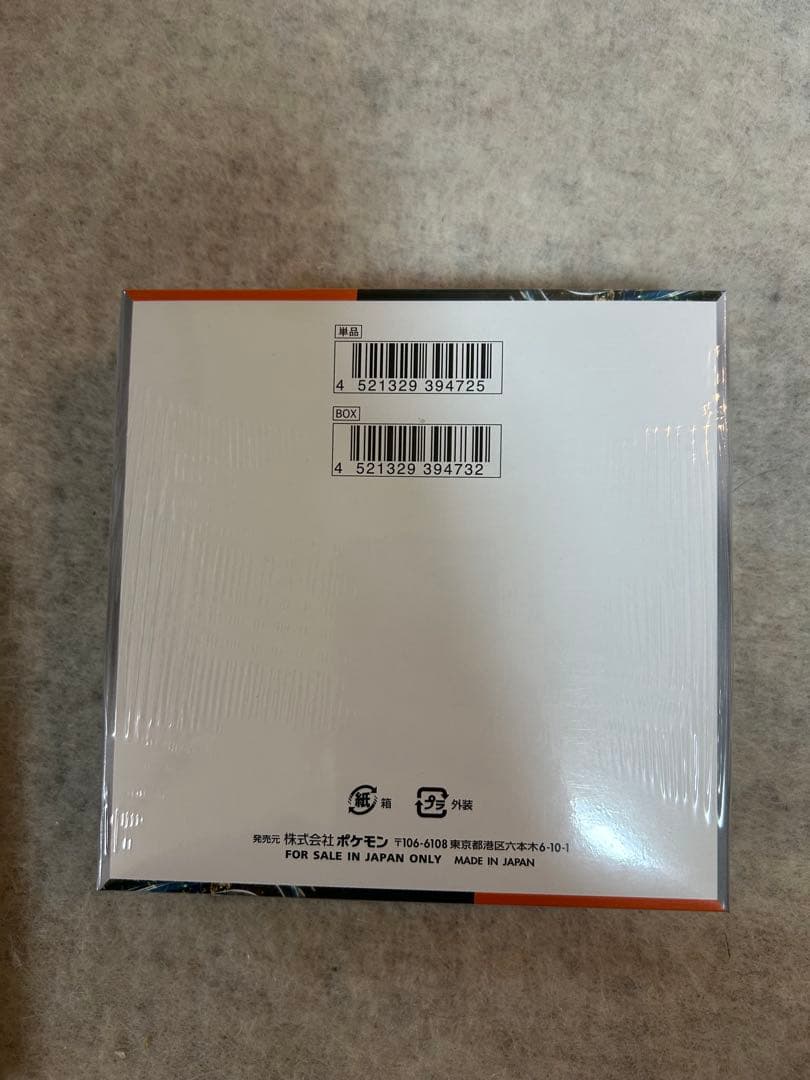 単品
4 521329 394725
BOX
4 521329 394732
紙 箱 プラ 外装
発売元 株式会社 ポケモン 〒106-6108 東京都港区六本木6-10-1
FOR SALE IN JAPAN ONLY MADE IN JAPAN